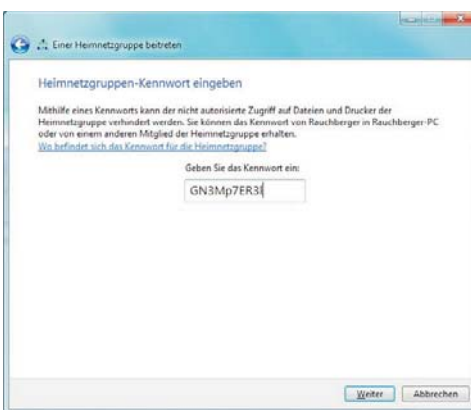 Einer Heimnetzgruppe beitreten
Heimnetzgruppen-Kennwort eingeben
Mithilfe eines Kennworts kann der nicht autorisierte Zugriff auf Dateien und Drucker der
Heimnetzgruppe verhindert werden. Sie können das Kennwort von Rauchberger in Rauchberger-PC
oder von einem anderen Mitglied der Heimnetzgruppe erhalten.
Wo befindet sich das Kennwort für die Heimnetzgruppe?
Geben Sie das Kennwort ein:
Weiter Abbrechen